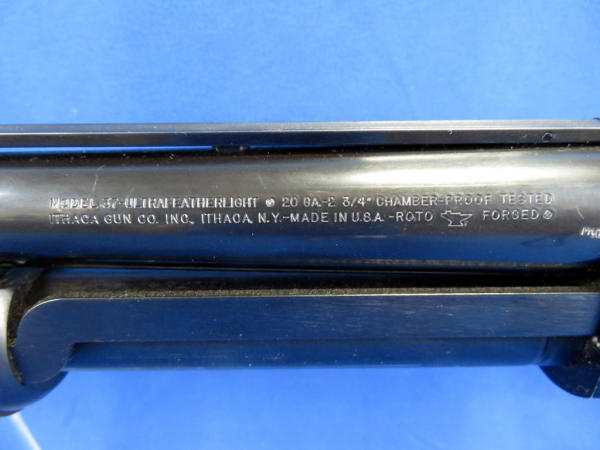 MODEL 37-ULTRAFEATHERLIGHT ® 20 GA.-2 3/4" CHAMBER-PROOF TESTED
ITHACA GUN CO. INC., ITHACA, N.Y.-MADE IN U.S.A.-ROTO FORGED ®